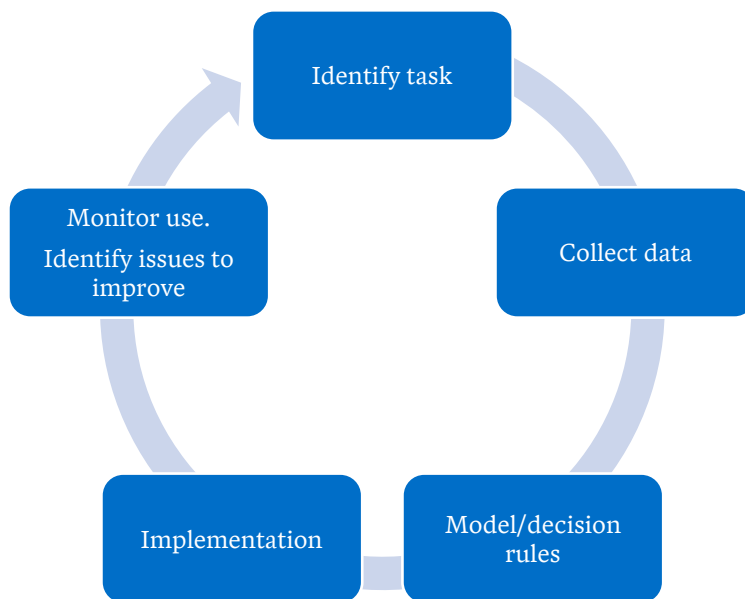 Identify task
Collect data
Model/decision
rules
Implementation
Monitor use.
Identify issues to
improve